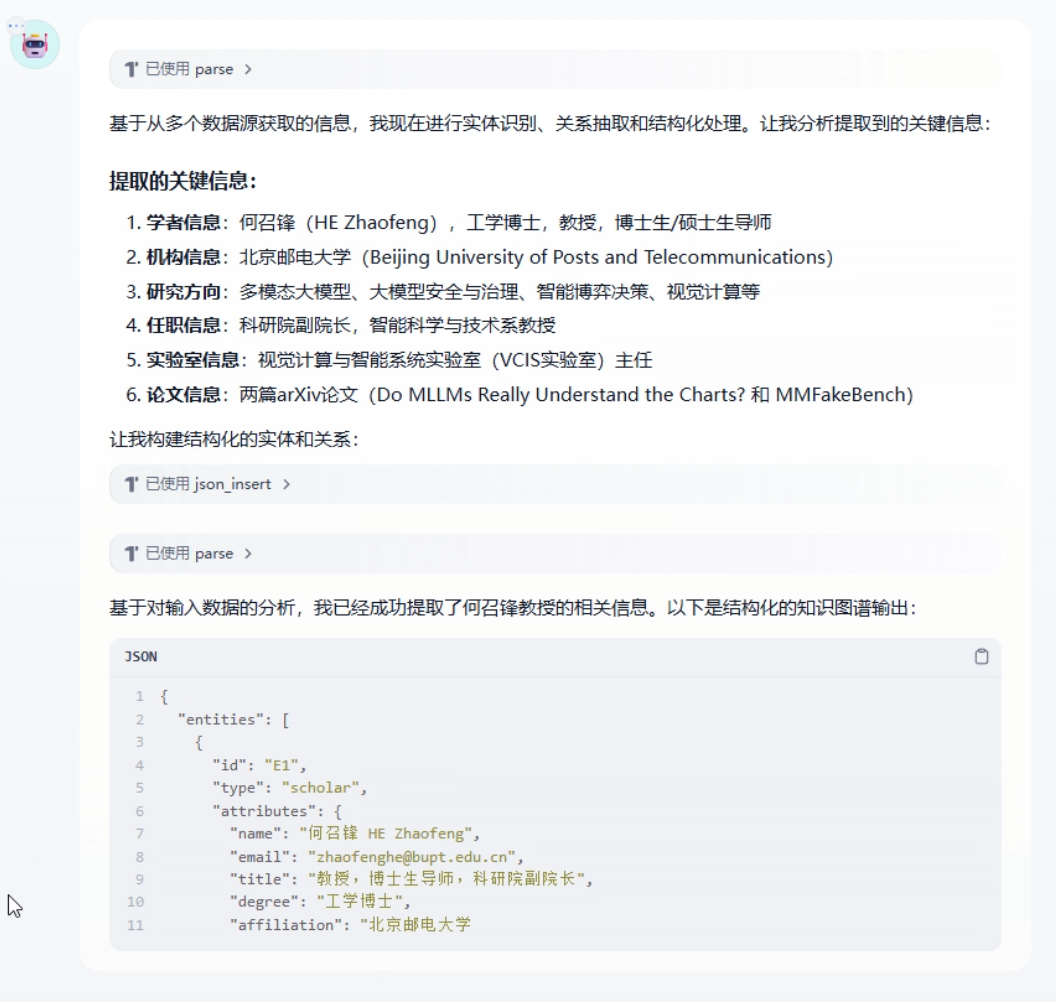 已使用 parse >
基于从多个数据源获取的信息，我现在进行实体识别、关系抽取和结构化处理。让我分析提取到的关键信息：
提取的关键信息：
1. 学者信息：何召锋（HE Zhaofeng），工学博士，教授，博士生/硕士生导师
2. 机构信息：北京邮电大学（Beijing University of Posts and Telecommunications）
3. 研究方向：多模态大模型、大模型安全与治理、智能博弈决策、视觉计算等
4. 任职信息：科研院副院长，智能科学与技术系教授
5. 实验室信息：视觉计算与智能系统实验室（VCIS实验室）主任
6. 论文信息：两篇arXiv论文（Do MLLMs Really Understand the Charts? 和 MMFakeBench）
让我构建结构化的实体和关系：
已使用 json_insert >
已使用 parse >
基于对输入数据的分析，我已经成功提取了何召锋教授的相关信息。以下是结构化的知识图谱输出：
JSON
1 {
2 "entities": [
3 {
4 "id": "E1",
5 "type": "scholar",
6 "attributes": {
7 "name": "何召锋 HE Zhaofeng",
8 "email": "zhaofenghe@bupt.edu.cn",
9 "title": "教授，博士生导师，科研院副院长",
10 "degree": "工学博士",
11 "affiliation": "北京邮电大学